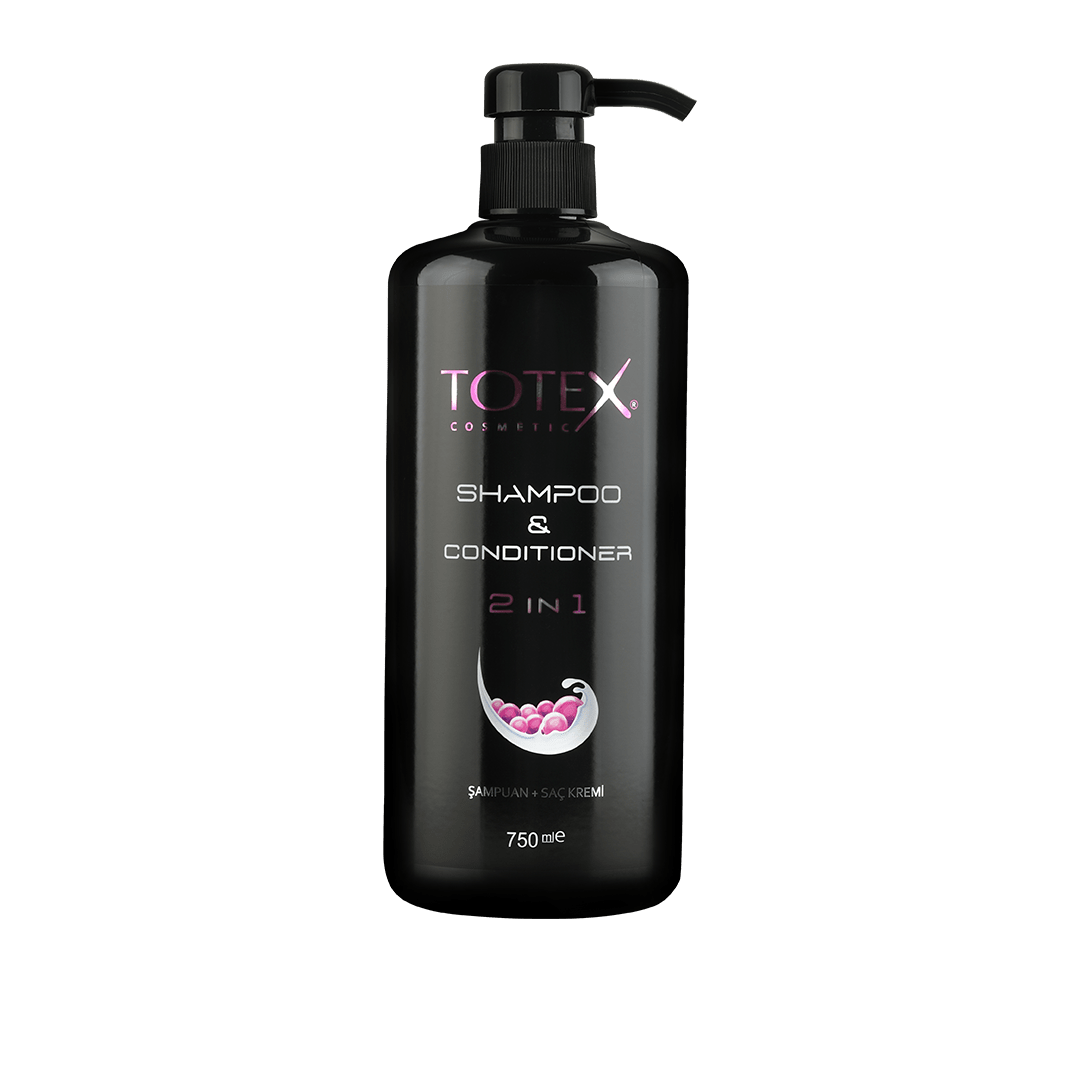 TOTEX®
COSMETIC
SHAMPOO
&
CONDITIONER
2 IN 1
ŞAMPUAN + SAÇ KREMİ
750 ml e